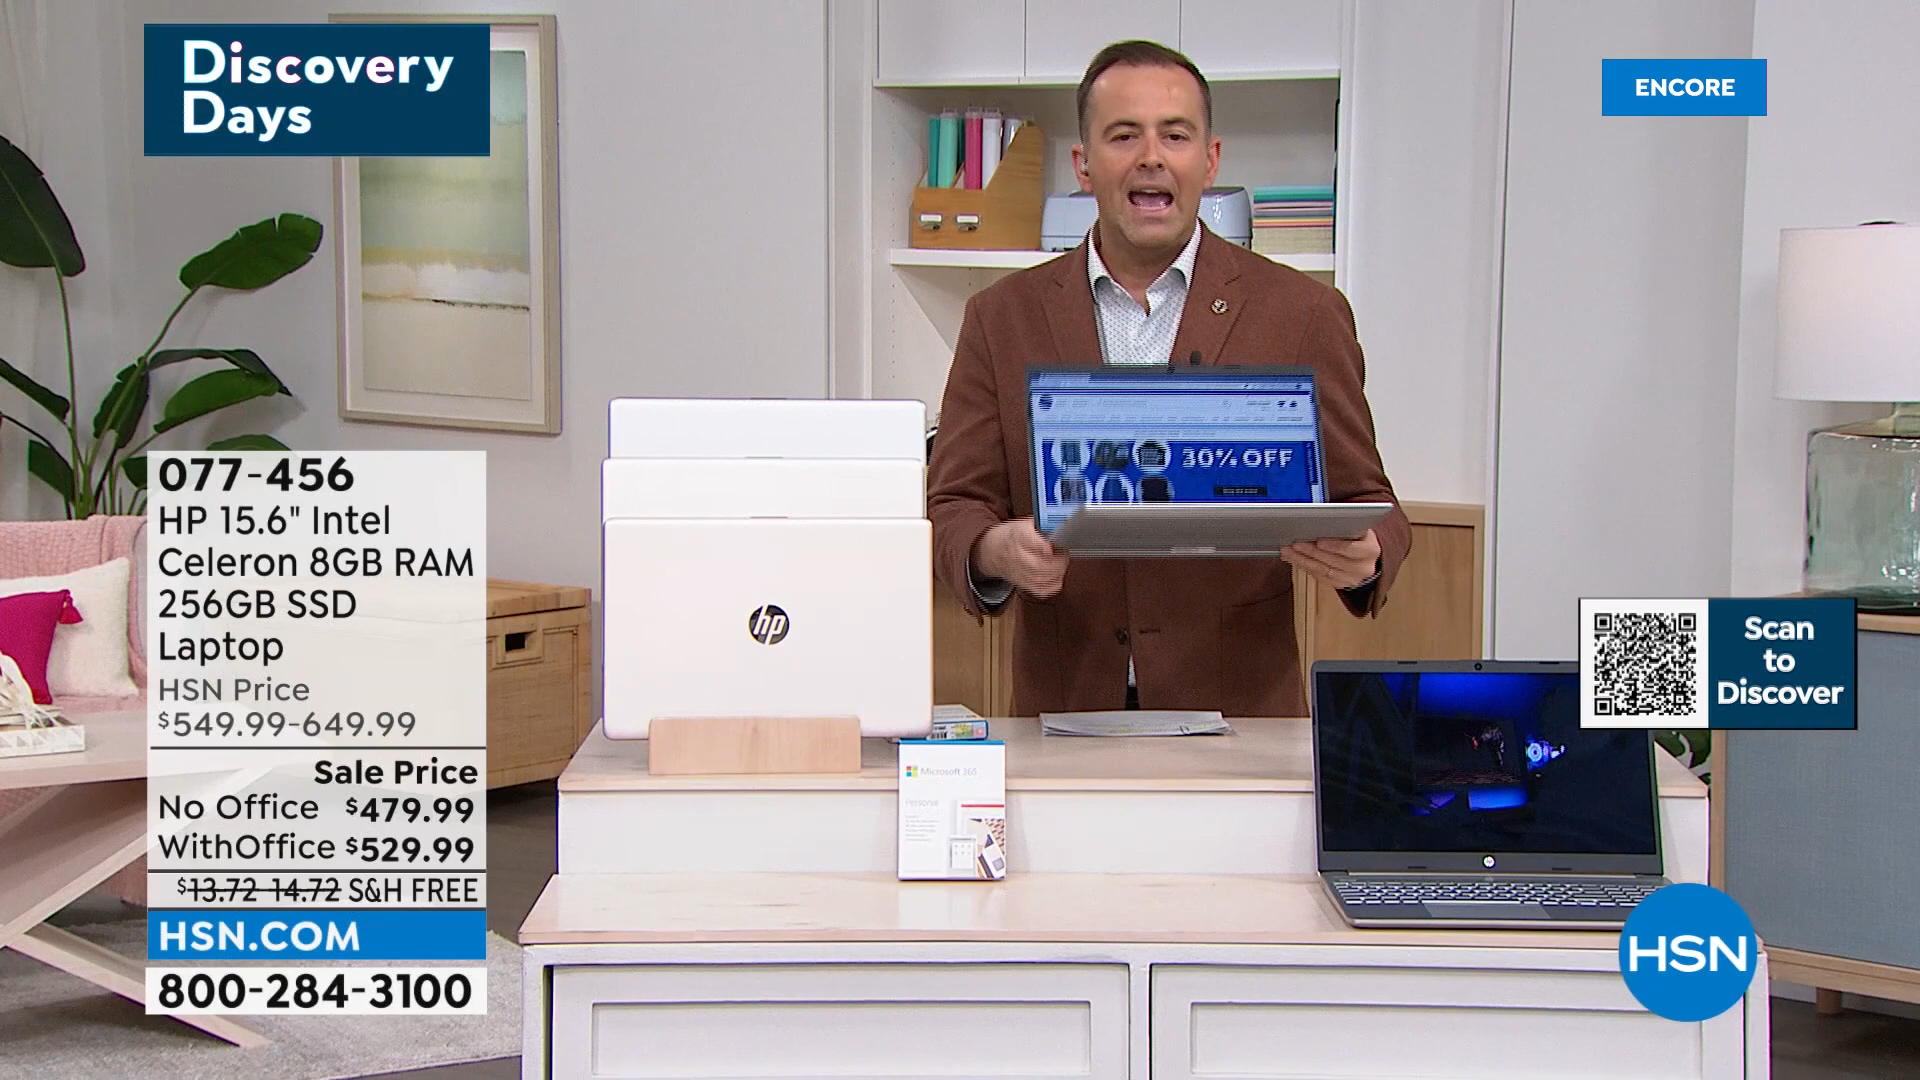 Discovery
Days
ENCORE
30% OFF
077-456
HP 15.6" Intel
Celeron 8GB RAM
256GB SSD
Laptop
HSN Price
$549.99-649.99
Sale Price
No Office $479.99
WithOffice $529.99
$13.72-14.72 S&H FREE
HSN.COM
800-284-3100
hp
Microsoft 365
Personal
Scan
to
Discover
hp
HSN